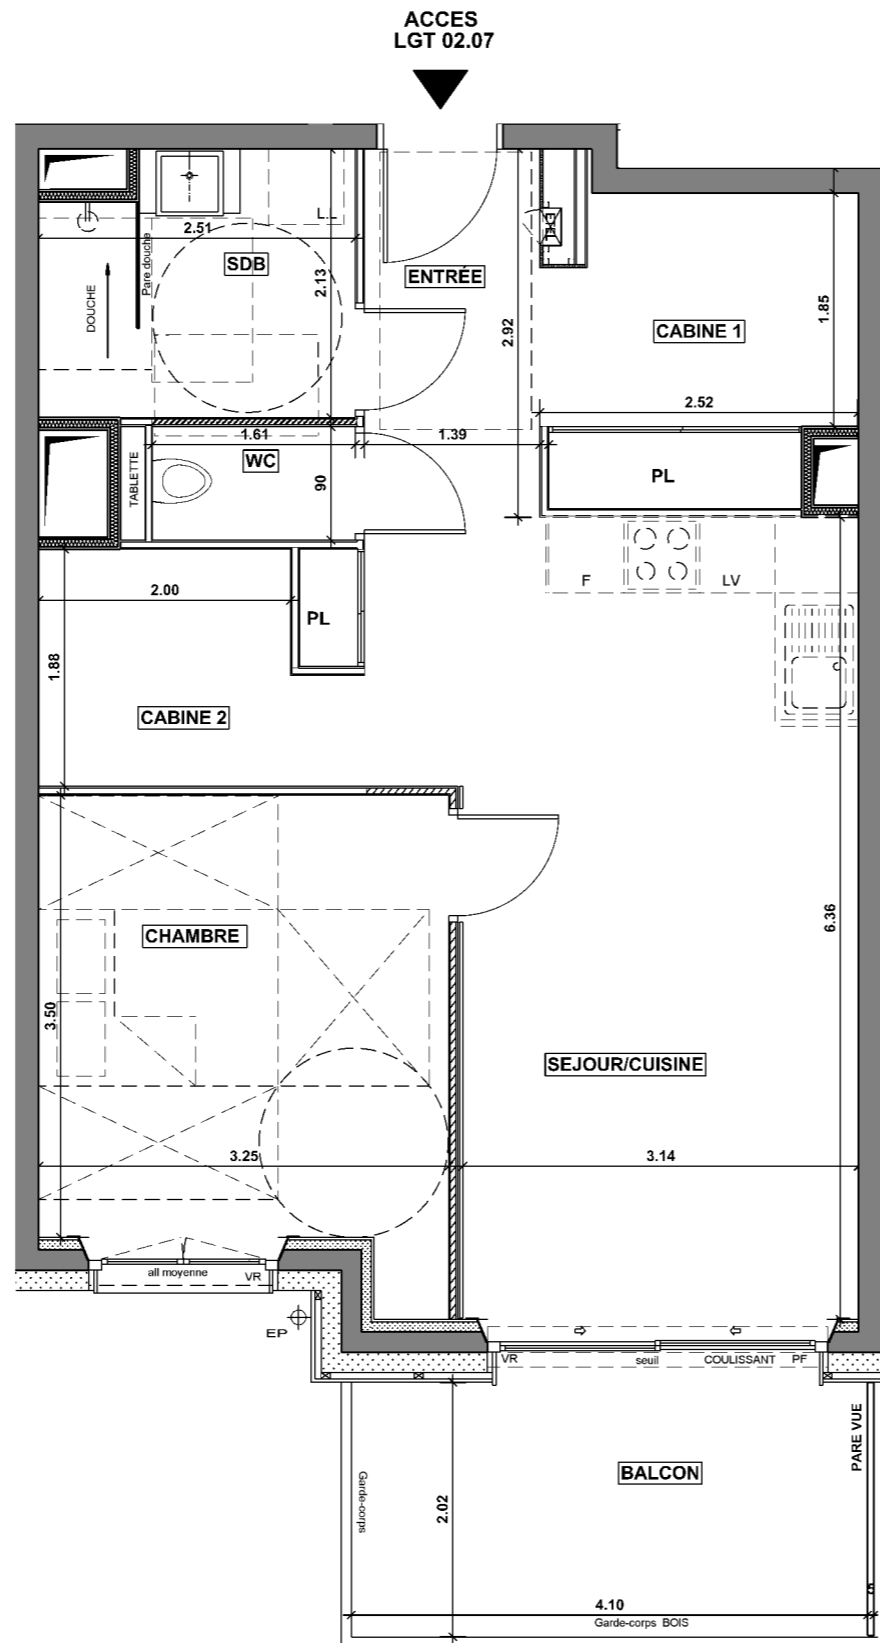 ACCES
LGT 02.07
L.L
2.51
SDB
Pare douche
DOUCHE
2.13
ENTRÉE
ETEL
2.92
CABINE 1
1.85
2.52
1.61
1.39
WC
TABLETTE
90
PL
F
LV
2.00
PL
1.88
CABINE 2
6.36
CHAMBRE
3.50
SEJOUR/CUISINE
3.25
3.14
all moyenne
VR
EP
VR
seuil
COULISSANT
PF
PARE VUE
BALCON
Garde-corps
2.02
4.10
Garde-corps BOIS